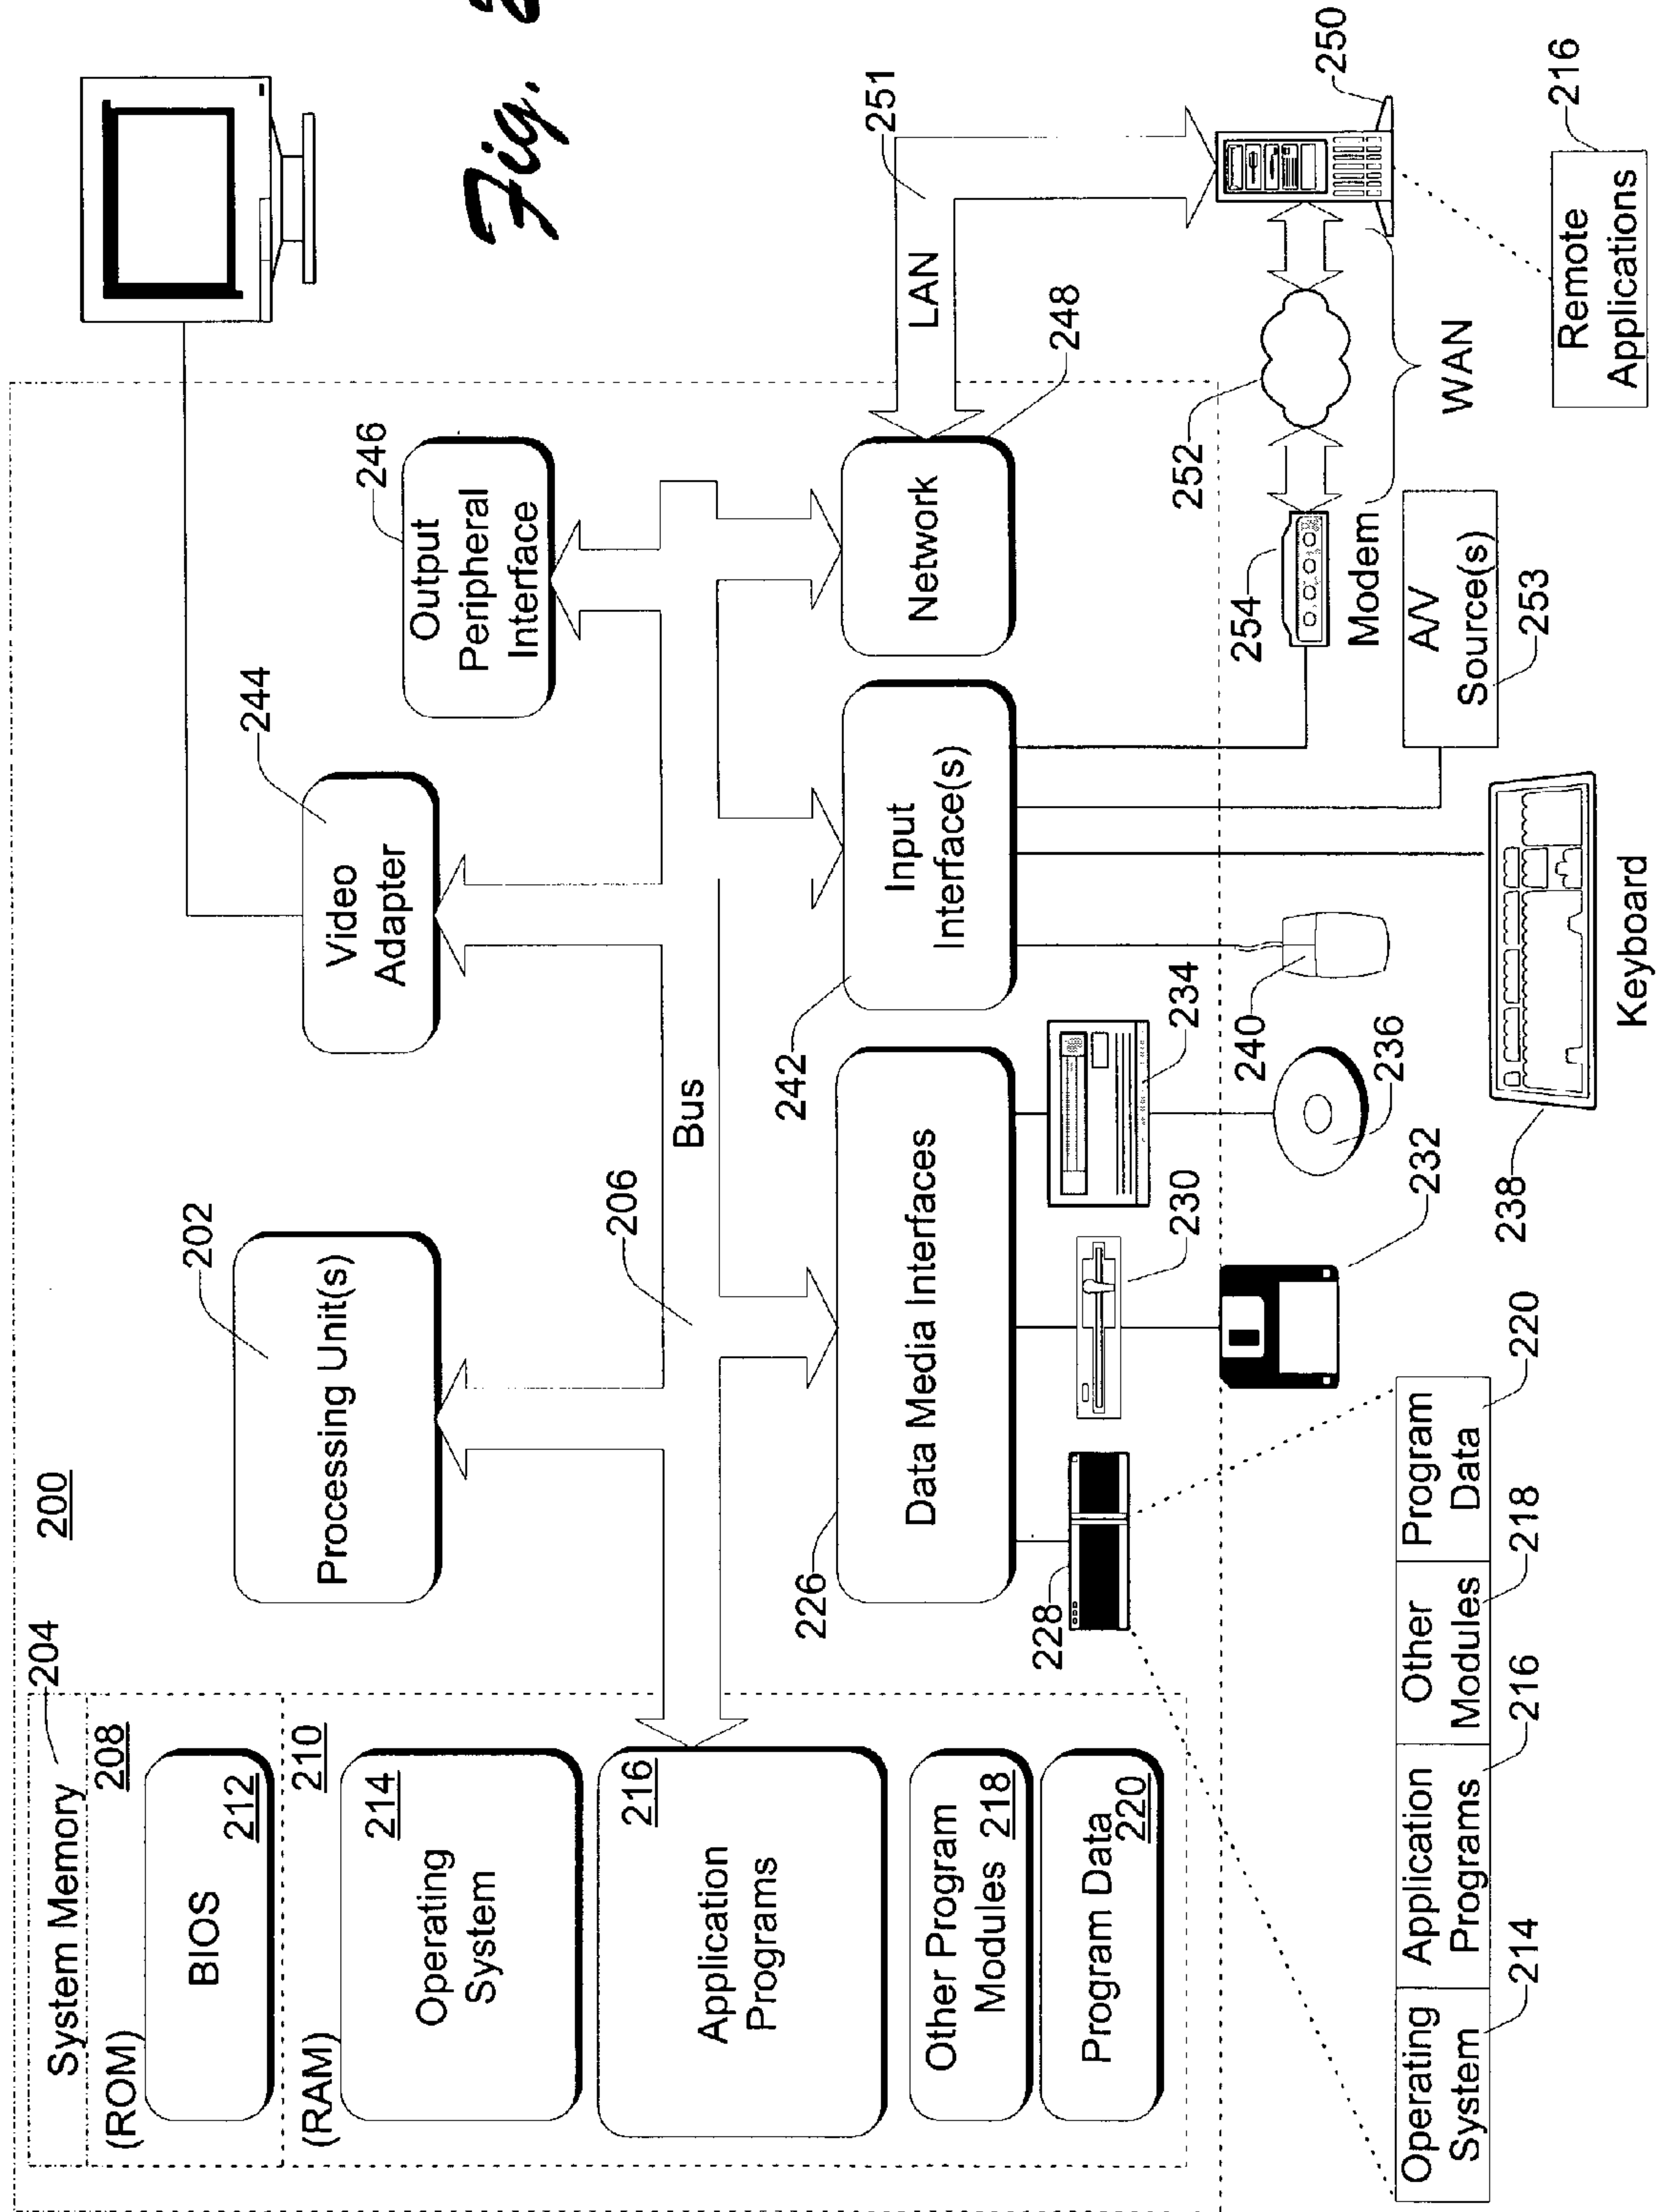 200
System Memory
204
(ROM)
208
BIOS
212
(RAM)
210
Operating
System
214
Application
Programs
216
Other Program
Modules 218
Program Data
220
Processing Unit(s)
202
206
Bus
Video
Adapter
244
Output
Peripheral
Interface
246
Fig.
Data Media Interfaces
226
Input
Interface(s)
242
Network
248
LAN
251
228
230
232
234
236
240
238
Keyboard
254
Modem
252
WAN
A/V
Source(s)
253
250
Remote
Applications
216
Operating
System
214
Application
Programs
216
Other
Modules
218
Program
Data
220